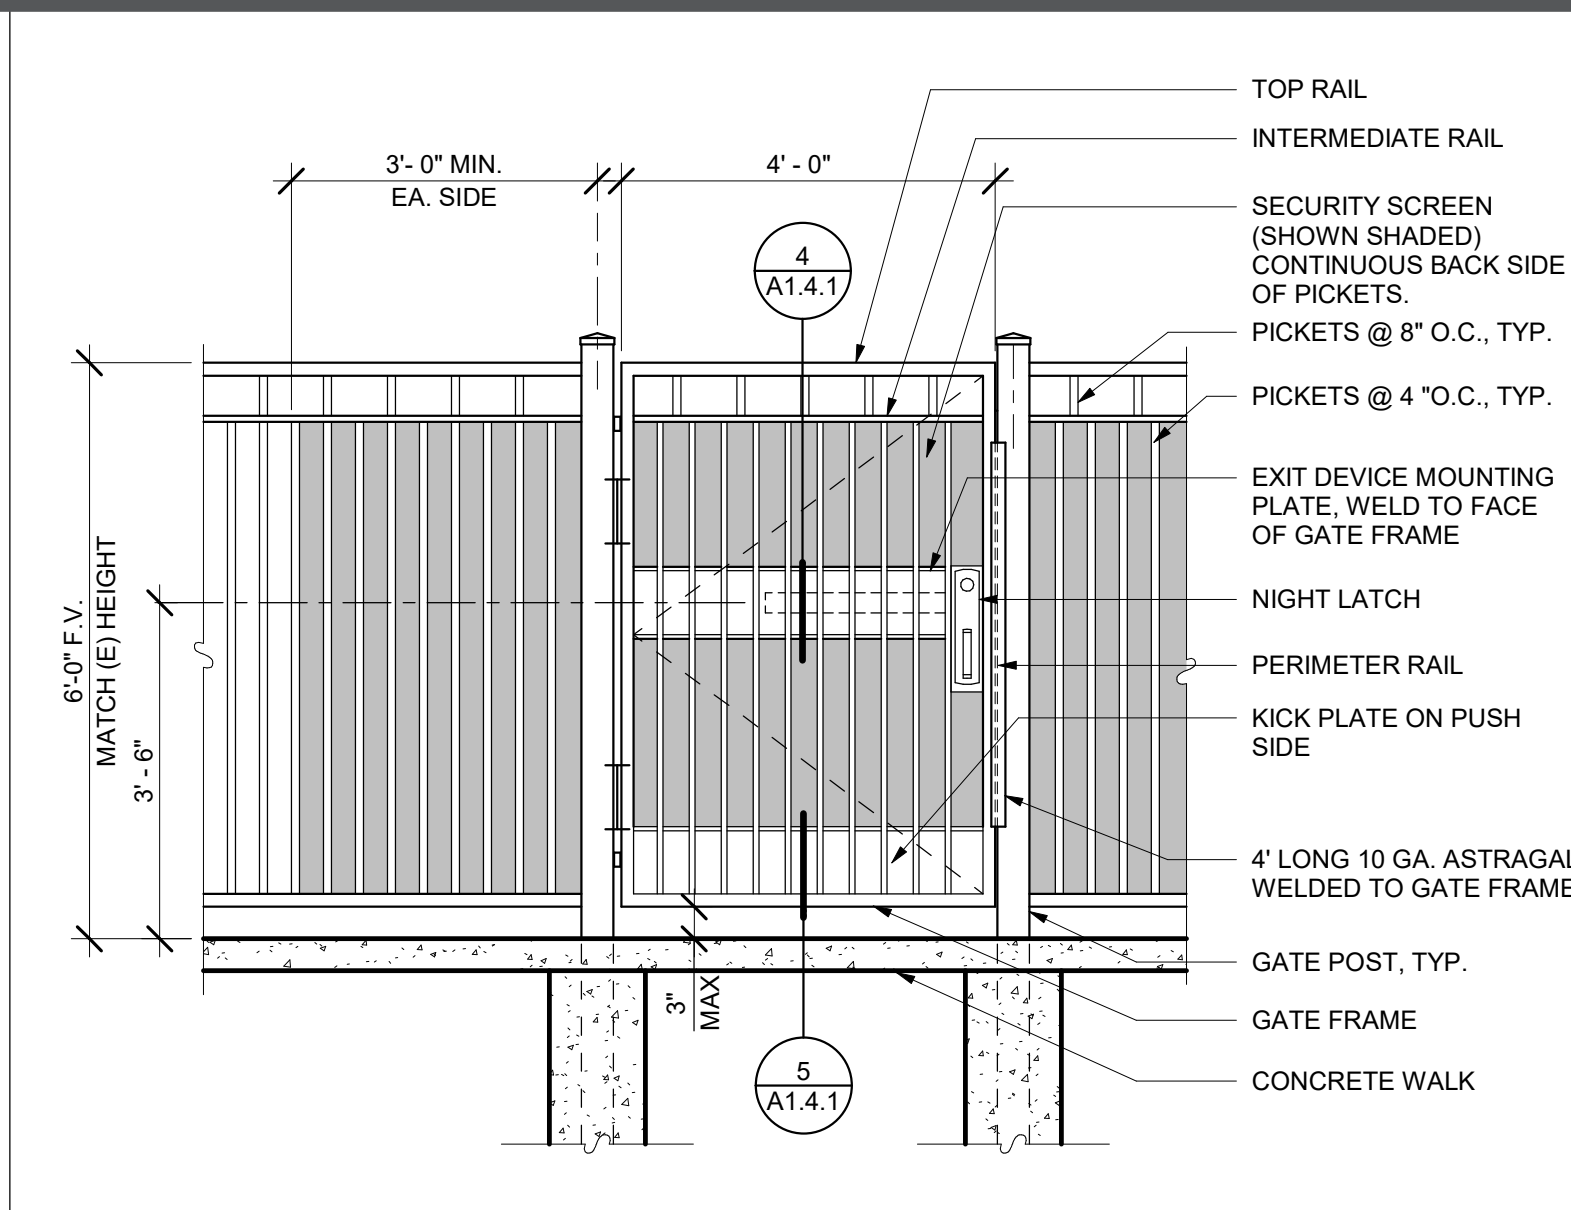 TOP RAIL
INTERMEDIATE RAIL
3'- 0" MIN.
EA. SIDE
4' - 0"
SECURITY SCREEN
(SHOWN SHADED)
CONTINUOUS BACK SIDE
OF PICKETS.
4
A1.4.1
PICKETS @ 8" O.C., TYP.
PICKETS @ 4 "O.C., TYP.
EXIT DEVICE MOUNTING
PLATE, WELD TO FACE
OF GATE FRAME
NIGHT LATCH
6'-0" F.V.
MATCH (E) HEIGHT
3' - 6"
PERIMETER RAIL
KICK PLATE ON PUSH
SIDE
4' LONG 10 GA. ASTRAGAL
WELDED TO GATE FRAME
GATE POST, TYP.
3"
MAX
GATE FRAME
5
A1.4.1
CONCRETE WALK